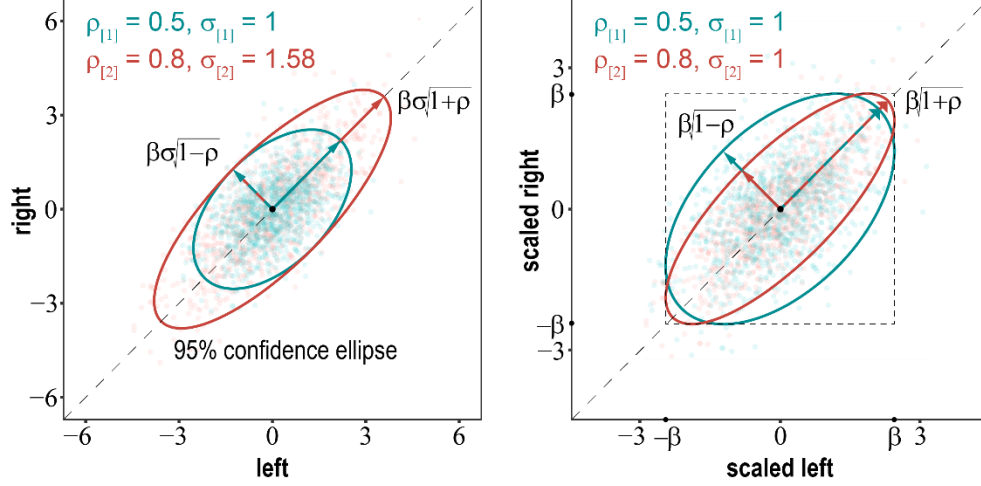 ρ[1] = 0.5, σ[1] = 1
ρ[2] = 0.8, σ[2] = 1.58
βσ√1+ρ
βσ√1−ρ
95% confidence ellipse
6
3
0
−3
−6
right
−6 −3 0 3 6
left
ρ[1] = 0.5, σ[1] = 1
ρ[2] = 0.8, σ[2] = 1
β√1+ρ
β√1−ρ
3
β
0
−β
−3
scaled right
−3 −β 0 β 3
scaled left